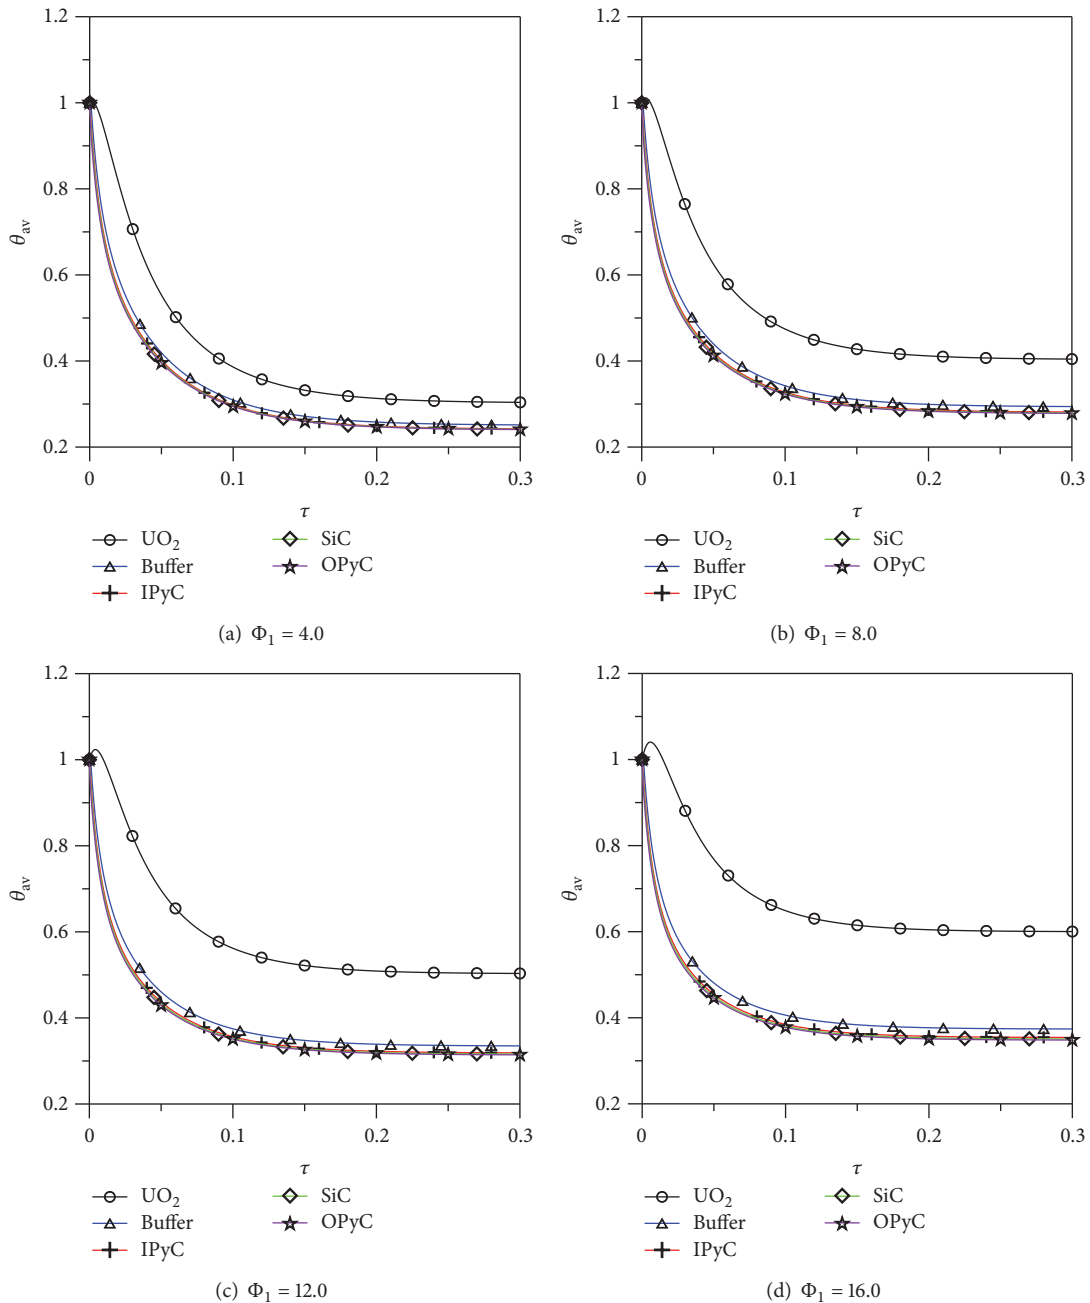 1.2
1
0.8
0.6
0.4
0.2
θav
0 0.1 0.2 0.3
τ
UO2 SiC
Buffer OPyC
IPyC
(a) Φ1 = 4.0
1.2
1
0.8
0.6
0.4
0.2
θav
0 0.1 0.2 0.3
τ
UO2 SiC
Buffer OPyC
IPyC
(b) Φ1 = 8.0
1.2
1
0.8
0.6
0.4
0.2
θav
0 0.1 0.2 0.3
τ
UO2 SiC
Buffer OPyC
IPyC
(c) Φ1 = 12.0
1.2
1
0.8
0.6
0.4
0.2
θav
0 0.1 0.2 0.3
τ
UO2 SiC
Buffer OPyC
IPyC
(d) Φ1 = 16.0